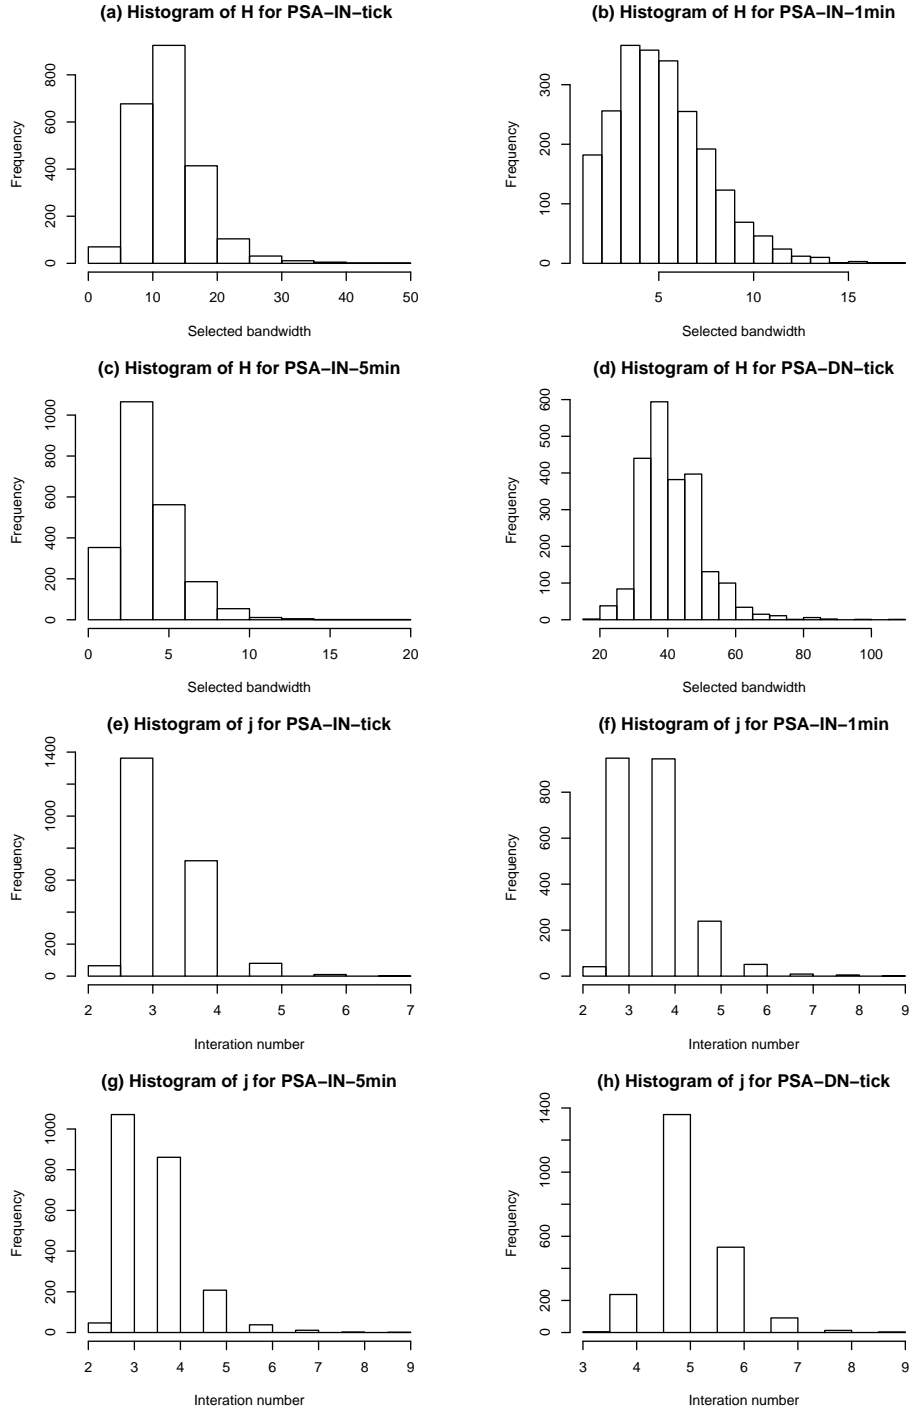 (a) Histogram of H for PSA−IN−tick
Frequency
0 200 400 600 800
0 10 20 30 40 50
Selected bandwidth
(b) Histogram of H for PSA−IN−1min
Frequency
0 100 200 300
5 10 15
Selected bandwidth
(c) Histogram of H for PSA−IN−5min
Frequency
0 200 400 600 800 1000
0 5 10 15 20
Selected bandwidth
(d) Histogram of H for PSA−DN−tick
Frequency
0 100 200 300 400 500 600
20 40 60 80 100
Selected bandwidth
(e) Histogram of j for PSA−IN−tick
Frequency
0 200 600 1000 1400
2 3 4 5 6 7
Interation number
(f) Histogram of j for PSA−IN−1min
Frequency
0 200 400 600 800
2 3 4 5 6 7 8 9
Interation number
(g) Histogram of j for PSA−IN−5min
Frequency
0 200 400 600 800 1000
2 3 4 5 6 7 8 9
Interation number
(h) Histogram of j for PSA−DN−tick
Frequency
0 200 600 1000 1400
3 4 5 6 7 8 9
Interation number